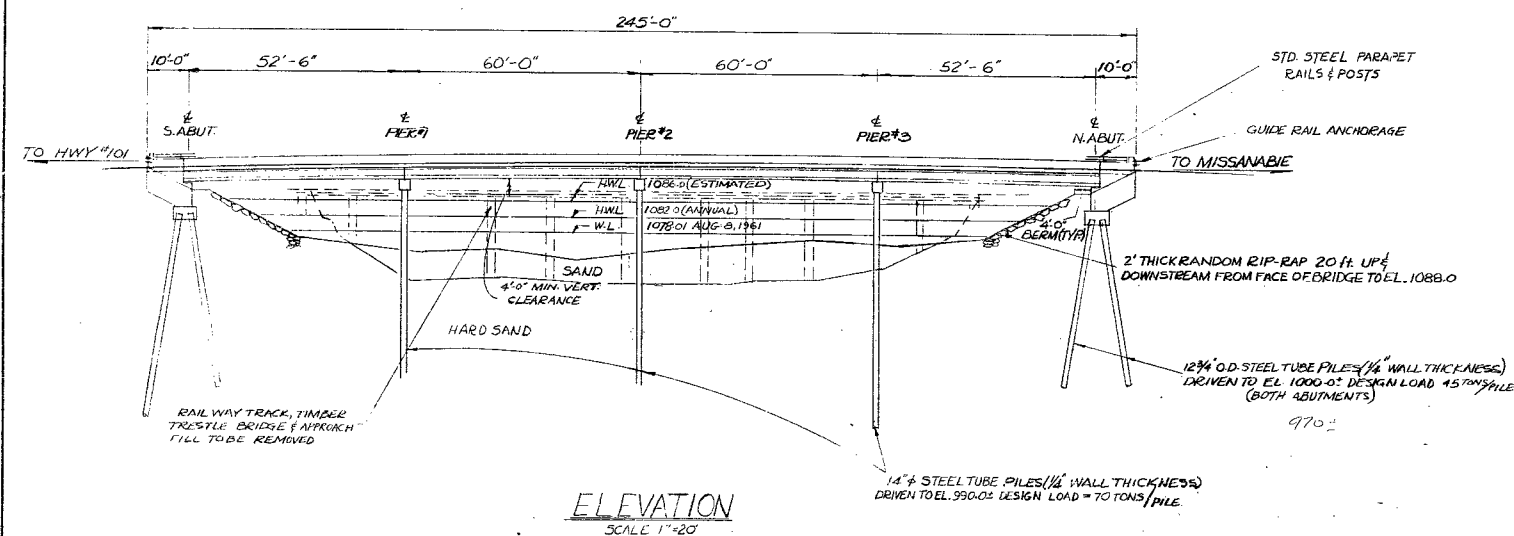 245'-0"
10'-0" 52'-6" 60'-0" 60'-0" 52'-6" 10'-0"
STD. STEEL PARAPET
RAILS & POSTS
℄
S. ABUT.
℄
PIER #1
℄
PIER #2
℄
PIER #3
℄
N. ABUT.
GUIDE RAIL ANCHORAGE
TO HWY #101
TO MISSANABIE
H.W.L. 1086.0 (ESTIMATED)
H.W.L. 1082.0 (ANNUAL)
W.L. 1078.01 AUG-8, 1961
4'-0"
BERM (TYP)
SAND
4'-0" MIN. VERT.
CLEARANCE
2' THICK RANDOM RIP-RAP 20 ft. UP &
DOWNSTREAM FROM FACE OF BRIDGE TO EL. 1088.0
HARD SAND
12 3/4" O.D. STEEL TUBE PILES (1/4" WALL THICKNESS)
DRIVEN TO EL. 1000.0± DESIGN LOAD 45 TONS/PILE
(BOTH ABUTMENTS)
970±
RAILWAY TRACK, TIMBER
TRESTLE BRIDGE & APPROACH
FILL TO BE REMOVED
14"⌀ STEEL TUBE PILES (1/4" WALL THICKNESS)
DRIVEN TO EL. 990.0± DESIGN LOAD = 70 TONS/PILE.
ELEVATION
SCALE 1"=20'